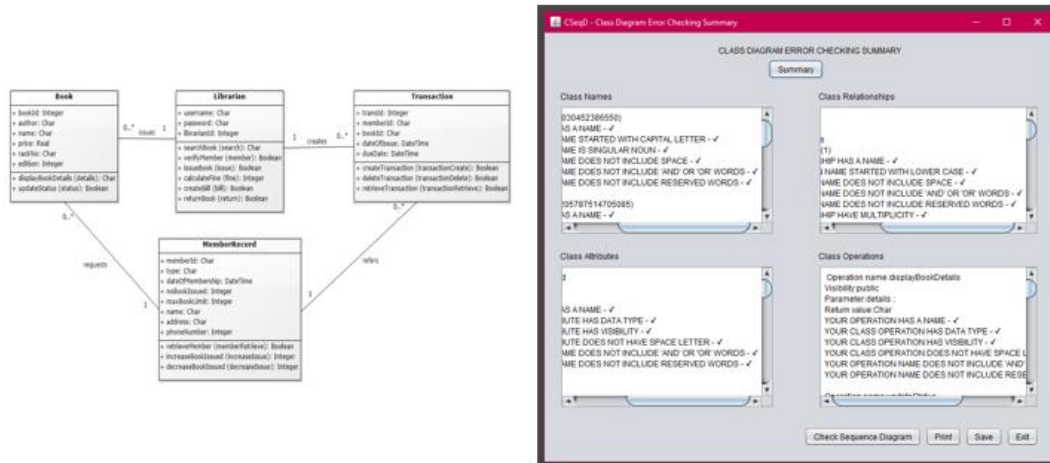 Book
+ bookId: Integer
+ author: Char
+ name: Char
+ price: Real
+ rackNo: Char
+ edition: Integer
+ displayBookDetails (details): Char
+ updateStatus (status): Boolean
0..*
issues
1
Librarian
+ username: Char
+ password: Char
+ librarianId: Integer
+ searchBook (search): Char
+ verifyMember (member): Boolean
+ issueBook (issue): Boolean
+ calculateFine (fine): Integer
+ createBill (bill): Boolean
+ returnBook (return): Boolean
1
creates
0..*
Transaction
+ transId: Integer
+ memberId: Char
+ bookId: Char
+ dateOfIssue: DateTime
+ dueDate: DateTime
+ createTransaction (transactionCreate): Boolean
+ deleteTransaction (transactionDelete): Boolean
+ retrieveTransaction (transactionRetrieve): Boolean
0..*
0..*
requests
1
refers
1
MemberRecord
+ memberId: Char
+ type: Char
+ dateOfMembership: DateTime
+ noBookIssued: Integer
+ maxBookLimit: Integer
+ name: Char
+ address: Char
+ phoneNumber: Integer
+ retrieveMember (memberRetrieve): Boolean
+ increaseBookIssued (increaseIssue): Integer
+ decreaseBookIssued (decreaseIssue): Integer
CSeqD - Class Diagram Error Checking Summary
CLASS DIAGRAM ERROR CHECKING SUMMARY
Summary
Class Names
030452386550)
AS A NAME - ✓
AME STARTED WITH CAPITAL LETTER - ✓
AME IS SINGULAR NOUN - ✓
AME DOES NOT INCLUDE SPACE - ✓
AME DOES NOT INCLUDE 'AND' OR 'OR' WORDS - ✓
AME DOES NOT INCLUDE RESERVED WORDS - ✓
205787514705085)
AS A NAME - ✓
Class Relationships
(1)
SHIP HAS A NAME - ✓
NAME STARTED WITH LOWER CASE - ✓
NAME DOES NOT INCLUDE SPACE - ✓
NAME DOES NOT INCLUDE 'AND' OR 'OR' WORDS - ✓
NAME DOES NOT INCLUDE RESERVED WORDS - ✓
SHIP HAVE MULTIPLICITY - ✓
Class Attributes
AS A NAME - ✓
UTE HAS DATA TYPE - ✓
UTE HAS VISIBILITY - ✓
UTE DOES NOT HAVE SPACE LETTER - ✓
AME DOES NOT INCLUDE 'AND' OR 'OR' WORDS - ✓
AME DOES NOT INCLUDE RESERVED WORDS - ✓
Class Operations
Operation name:displayBookDetails
Visibility:public
Parameter:details :
Return value:Char
YOUR OPERATION HAS A NAME - ✓
YOUR CLASS OPERATION HAS DATA TYPE - ✓
YOUR CLASS OPERATION HAS VISIBILITY - ✓
YOUR CLASS OPERATION DOES NOT HAVE SPACE L
YOUR OPERATION NAME DOES NOT INCLUDE 'AND'
YOUR OPERATION NAME DOES NOT INCLUDE RESE
Operation name:updateStatus
Check Sequence Diagram
Print
Save
Exit